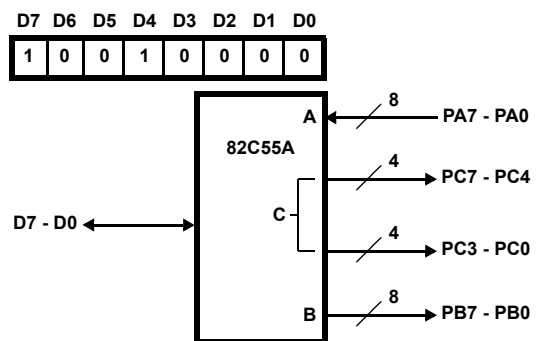 D7 D6 D5 D4 D3 D2 D1 D0
1 0 0 1 0 0 0 0
A
8
PA7 - PA0
82C55A
4
PC7 - PC4
C
D7 - D0
4
PC3 - PC0
B
8
PB7 - PB0